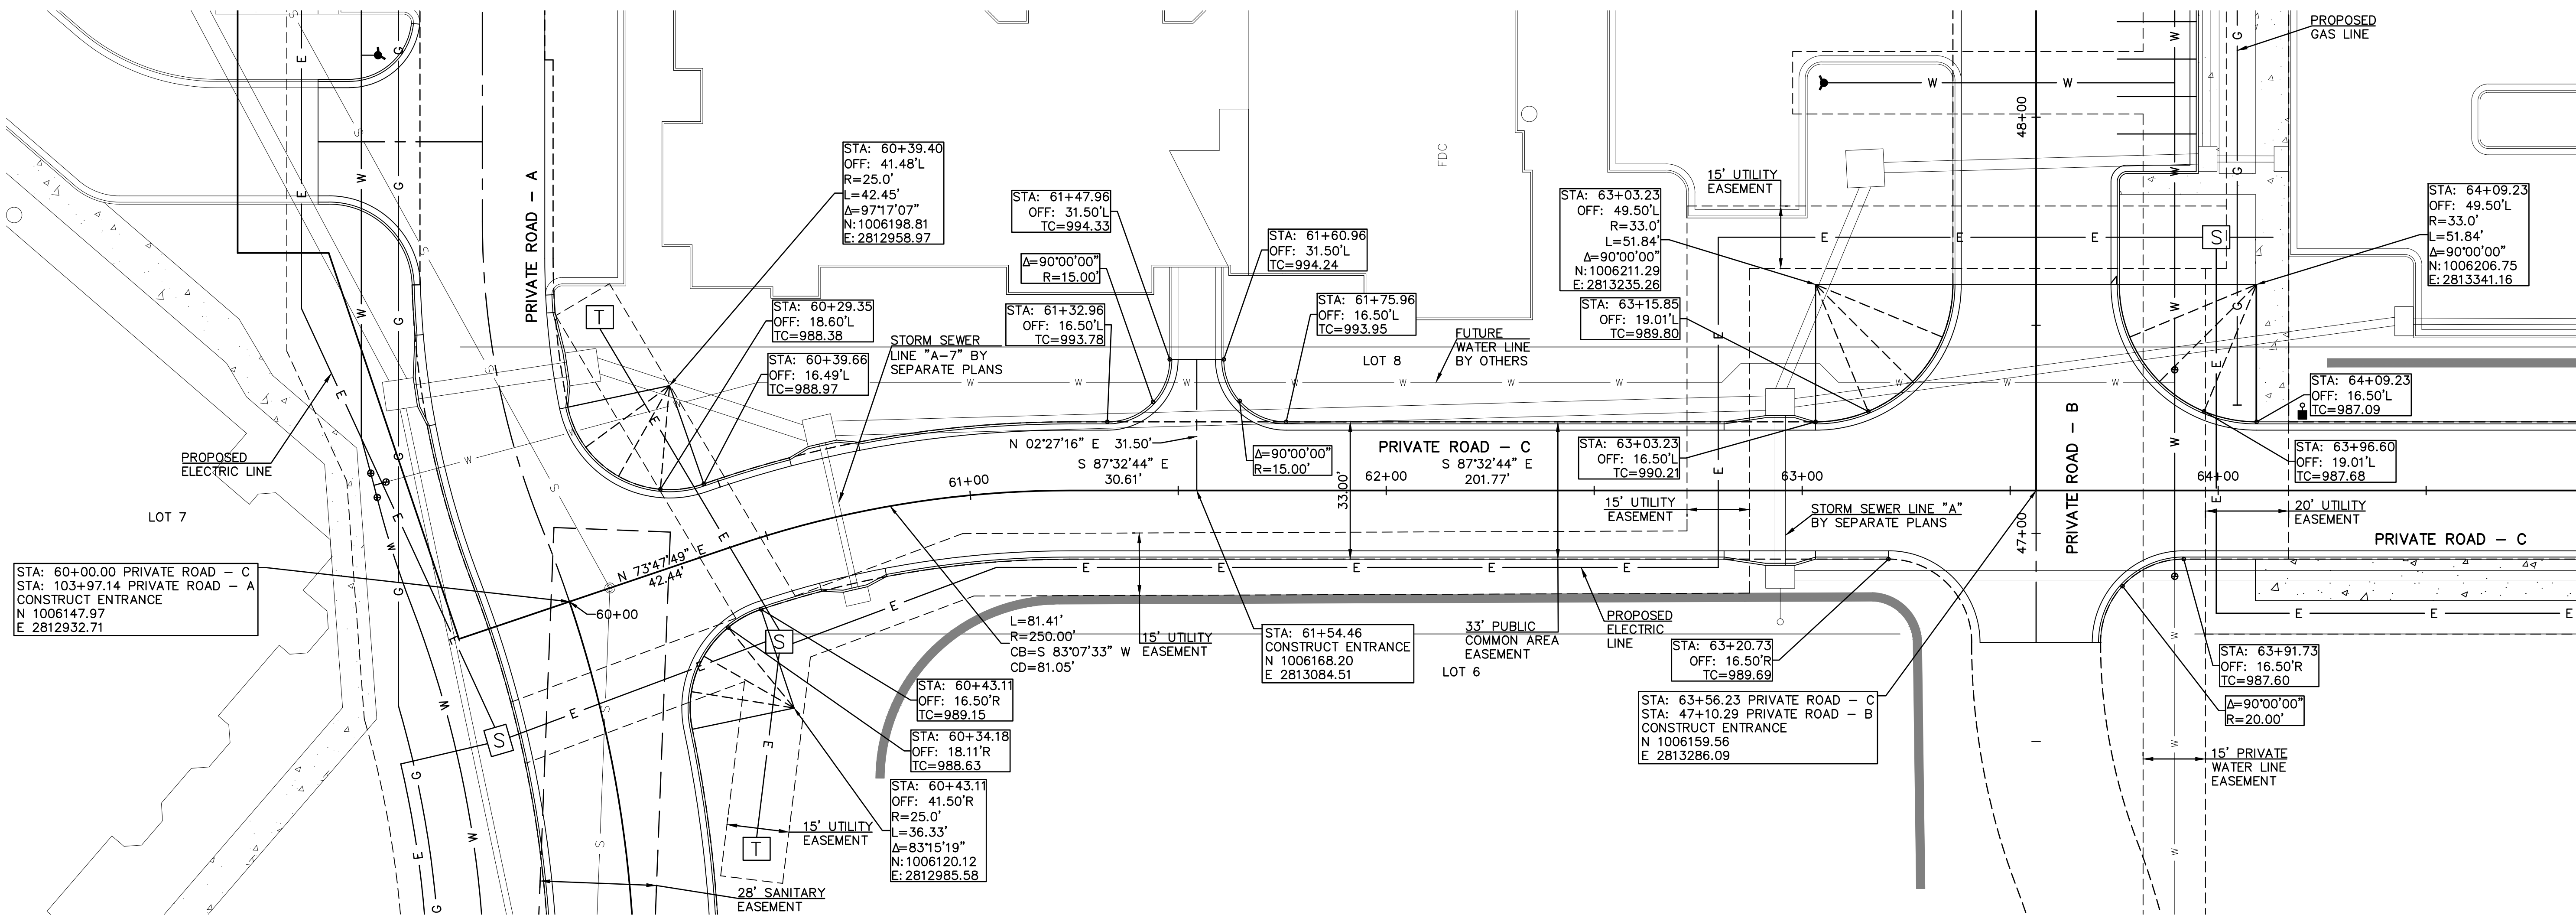 PROPOSED
GAS LINE
PRIVATE ROAD - A
STA: 60+39.40
OFF: 41.48'L
R=25.0'
L=42.45'
Δ=97°17'07"
N:1006198.81
E:2812958.97
STA: 61+47.96
OFF: 31.50'L
TC=994.33
STA: 61+60.96
OFF: 31.50'L
TC=994.24
Δ=90°00'00"
R=15.00'
STA: 61+32.96
OFF: 16.50'L
TC=993.78
STA: 61+75.96
OFF: 16.50'L
TC=993.95
FDC
15' UTILITY
EASEMENT
STA: 63+03.23
OFF: 49.50'L
R=33.0'
L=51.84'
Δ=90°00'00"
N:1006211.29
E:2813235.26
STA: 63+15.85
OFF: 19.01'L
TC=989.80
48+00
STA: 64+09.23
OFF: 49.50'L
R=33.0'
L=51.84'
Δ=90°00'00"
N:1006206.75
E:2813341.16
STA: 60+29.35
OFF: 18.60'L
TC=988.38
STA: 60+39.66
OFF: 16.49'L
TC=988.97
STORM SEWER
LINE "A-7" BY
SEPARATE PLANS
LOT 8
FUTURE
WATER LINE
BY OTHERS
STA: 64+09.23
OFF: 16.50'L
TC=987.09
STA: 63+96.60
OFF: 19.01'L
TC=987.68
PROPOSED
ELECTRIC LINE
LOT 7
N 02°27'16" E 31.50'
S 87°32'44" E
30.61'
Δ=90°00'00"
R=15.00'
PRIVATE ROAD - C
S 87°32'44" E
201.77'
STA: 63+03.23
OFF: 16.50'L
TC=990.21
61+00
62+00
63+00
64+00
33.00'
15' UTILITY
EASEMENT
STORM SEWER LINE "A"
BY SEPARATE PLANS
47+00
PRIVATE ROAD - B
20' UTILITY
EASEMENT
PRIVATE ROAD - C
STA: 60+00.00 PRIVATE ROAD - C
STA: 103+97.14 PRIVATE ROAD - A
CONSTRUCT ENTRANCE
N 1006147.97
E 2812932.71
N 73°47'49" E
42.44'
60+00
L=81.41'
R=250.00'
CB=S 83°07'33" W
CD=81.05'
15' UTILITY
EASEMENT
STA: 61+54.46
CONSTRUCT ENTRANCE
N 1006168.20
E 2813084.51
33' PUBLIC
COMMON AREA
EASEMENT
LOT 6
PROPOSED
ELECTRIC
LINE
STA: 63+20.73
OFF: 16.50'R
TC=989.69
STA: 63+56.23 PRIVATE ROAD - C
STA: 47+10.29 PRIVATE ROAD - B
CONSTRUCT ENTRANCE
N 1006159.56
E 2813286.09
STA: 63+91.73
OFF: 16.50'R
TC=987.60
Δ=90°00'00"
R=20.00'
15' PRIVATE
WATER LINE
EASEMENT
STA: 60+43.11
OFF: 16.50'R
TC=989.15
STA: 60+34.18
OFF: 18.11'R
TC=988.63
STA: 60+43.11
OFF: 41.50'R
R=25.0'
L=36.33'
Δ=83°15'19"
N:1006120.12
E:2812985.58
15' UTILITY
EASEMENT
28' SANITARY
EASEMENT
T
S
S
T
S